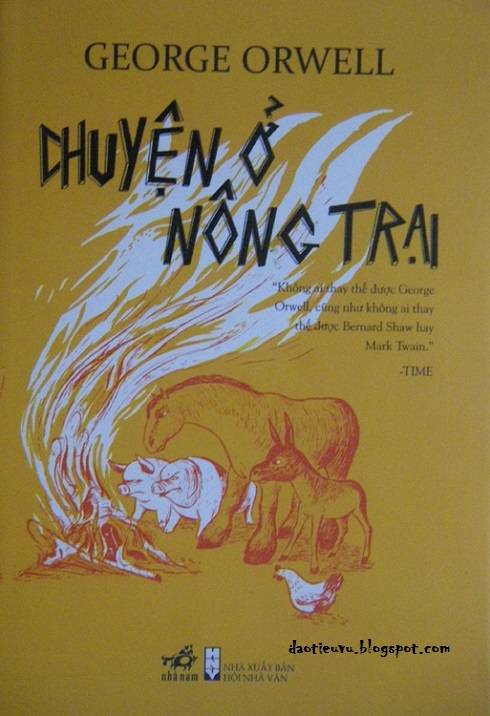 GEORGE ORWELL
CHUYỆN Ở
NÔNG TRẠI
"Không ai thay thế được George
Orwell, cũng như không ai thay
thế được Bernard Shaw hay
Mark Twain."
-TIME
daotieuvu.blogspot.com
nhã nam
NHÀ XUẤT BẢN
HỘI NHÀ VĂN